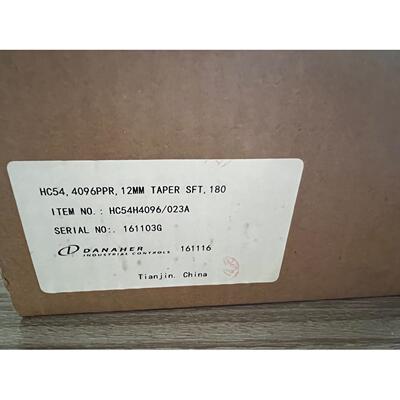 HC54,4096PPR,12MM TAPER SFT,180
ITEM NO.: HC54H4096/023A
SERIAL NO:. 161103G
DANAHER 161116
INDUSTRIAL CONTROLS
Tianjin. China